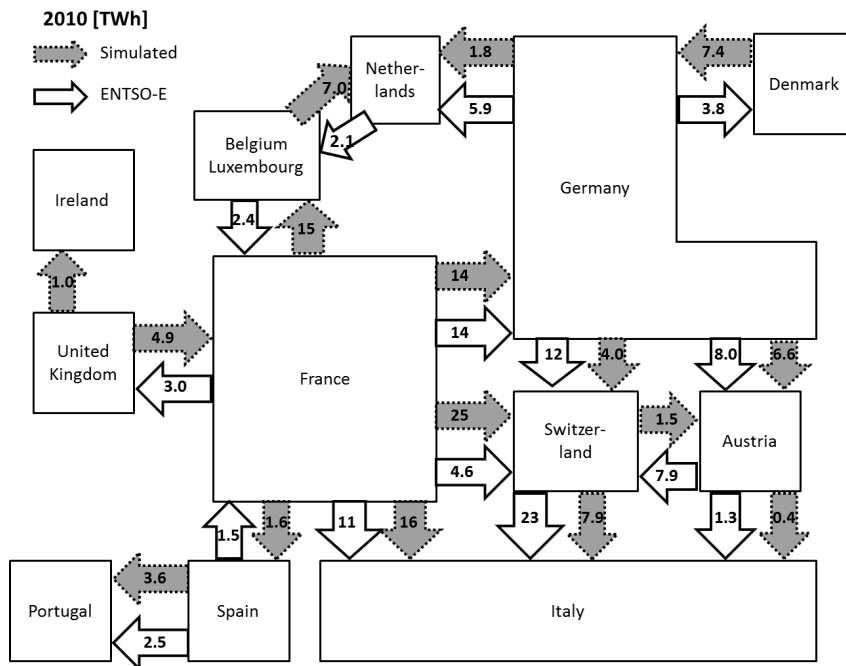 2010 [TWh]
Simulated
ENTSO-E
1.8
7.4
Nether-
lands
Denmark
7.0
5.9
3.8
2.1
Belgium
Luxembourg
Germany
Ireland
2.4
15
1.0
14
4.9
14
United
Kingdom
12
4.0
8.0
6.6
France
3.0
25
1.5
Switzer-
land
Austria
4.6
7.9
1.6
11
16
23
7.9
1.3
0.4
1.5
3.6
Portugal
Spain
Italy
2.5